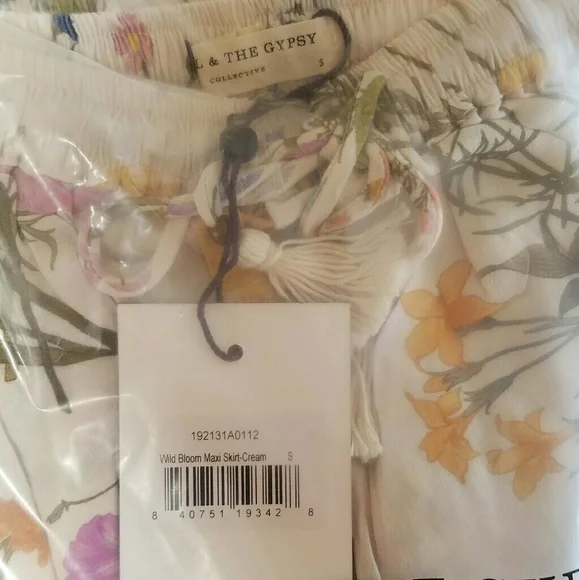 L & THE GYPSY
COLLECTIVE S
192131A0112
Wild Bloom Maxi Skirt-Cream S
8 40751 19342 8